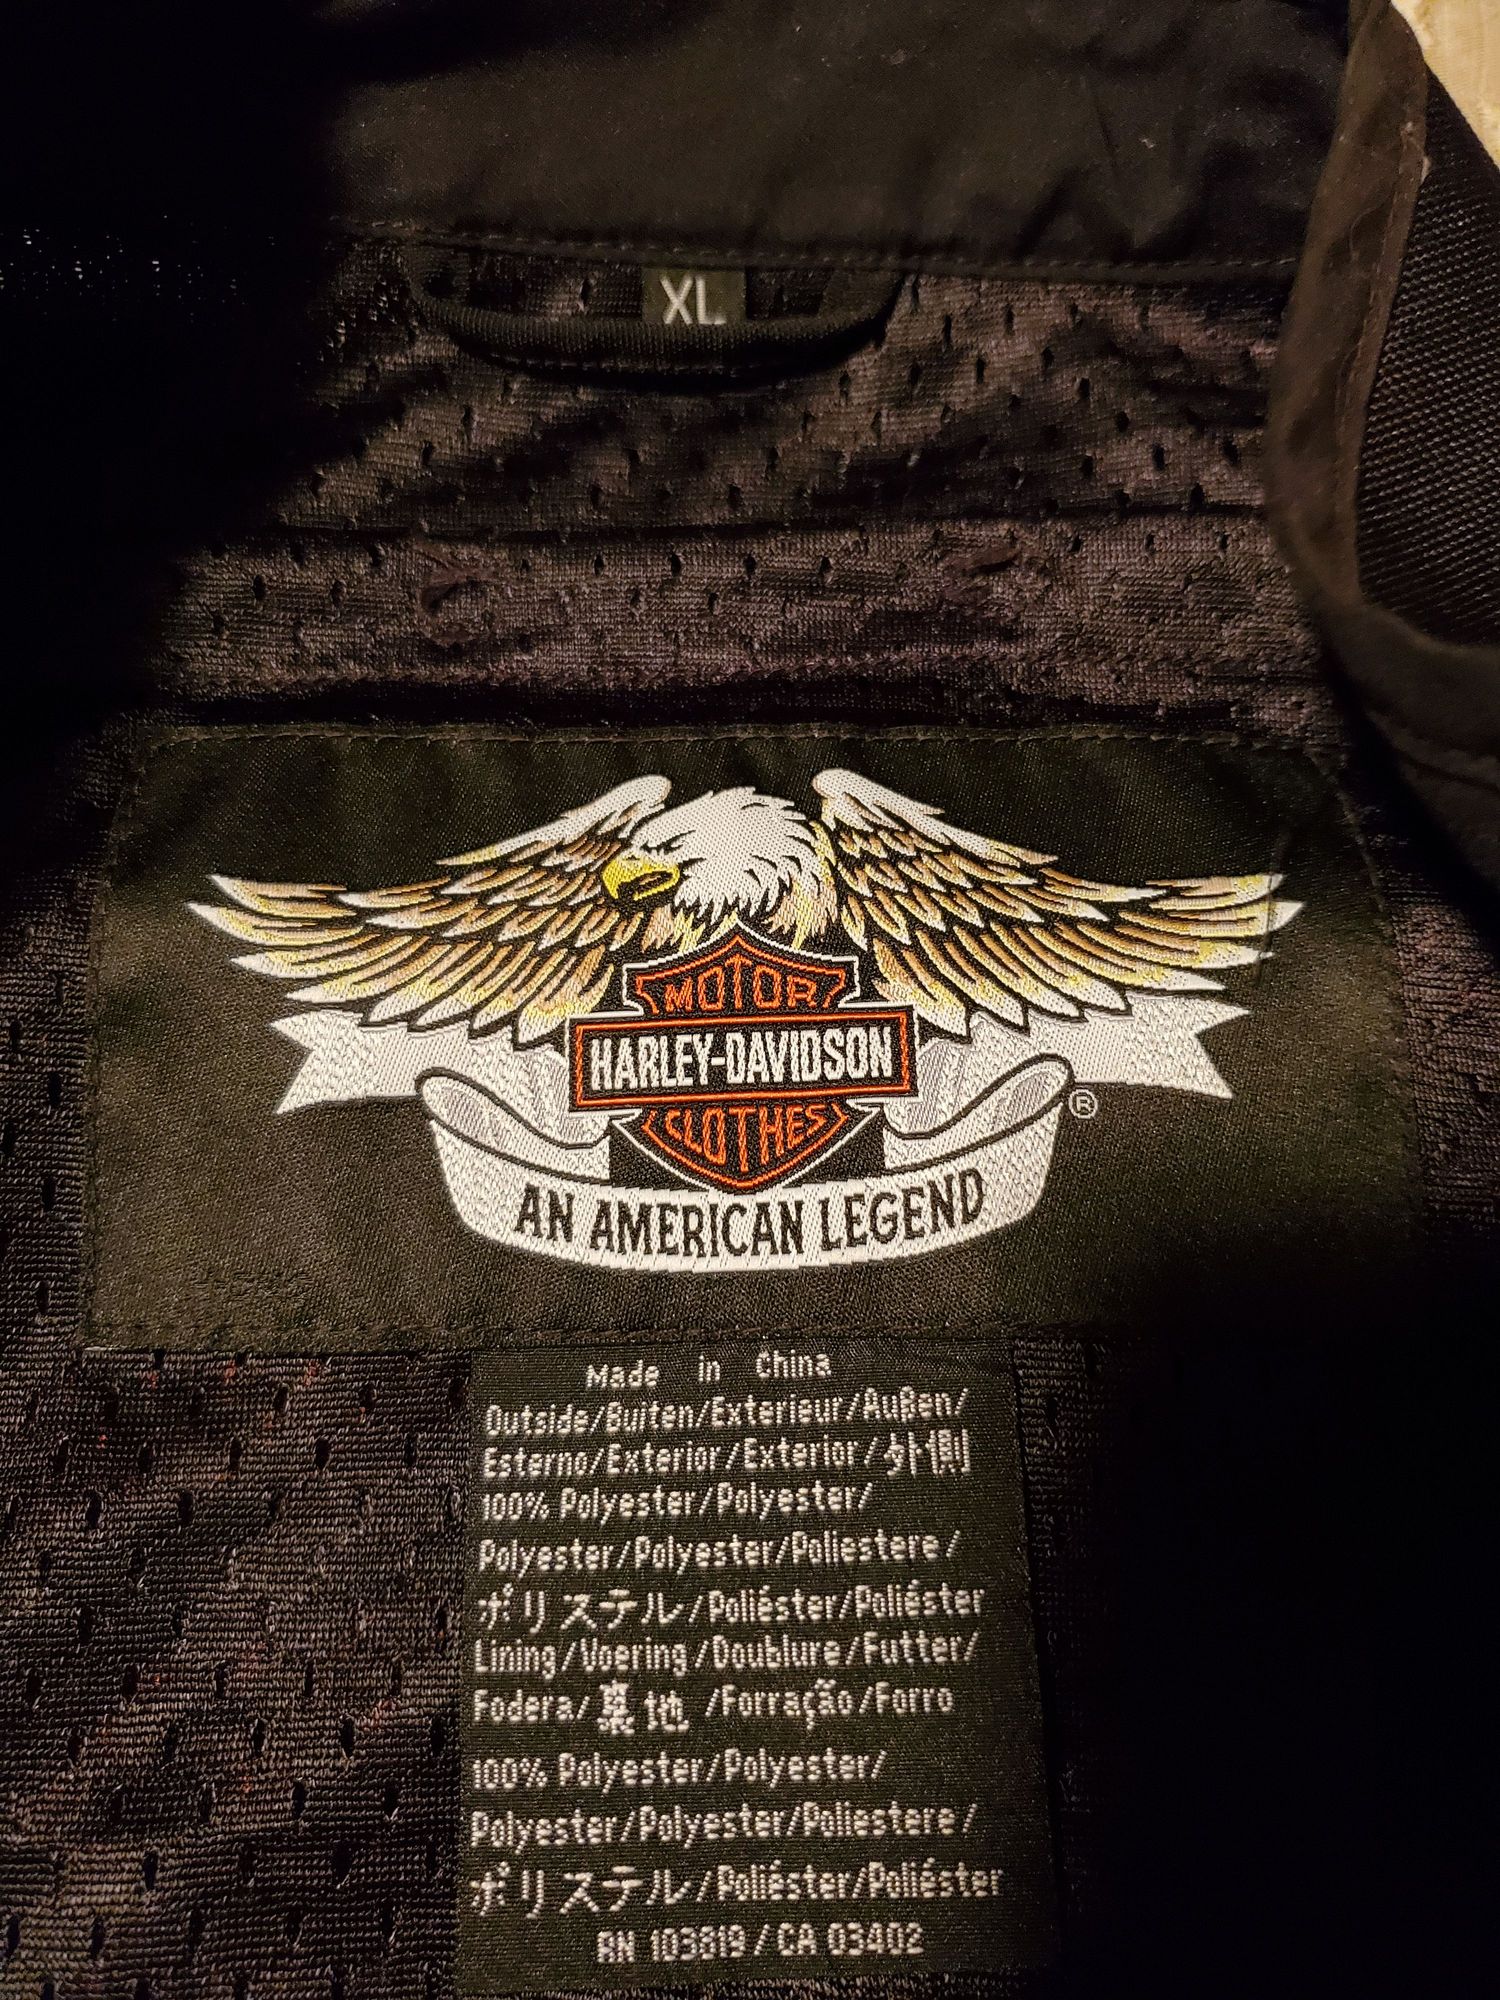 XL
MOTOR
HARLEY-DAVIDSON
CLOTHES
®
AN AMERICAN LEGEND
Made in China
Outside/Buiten/Exterieur/Außen/
Esterno/Exterior/Exterior/外側
100% Polyester/Polyester/
Polyester/Polyester/Poliestere/
ポリステル/Poliéster/Poliéster
Lining/Voering/Doublure/Futter/
Fodera/裏地/Forração/Forro
100% Polyester/Polyester/
Polyester/Polyester/Poliestere/
ポリステル/Poliéster/Poliéster
RN 103819/CA 03402